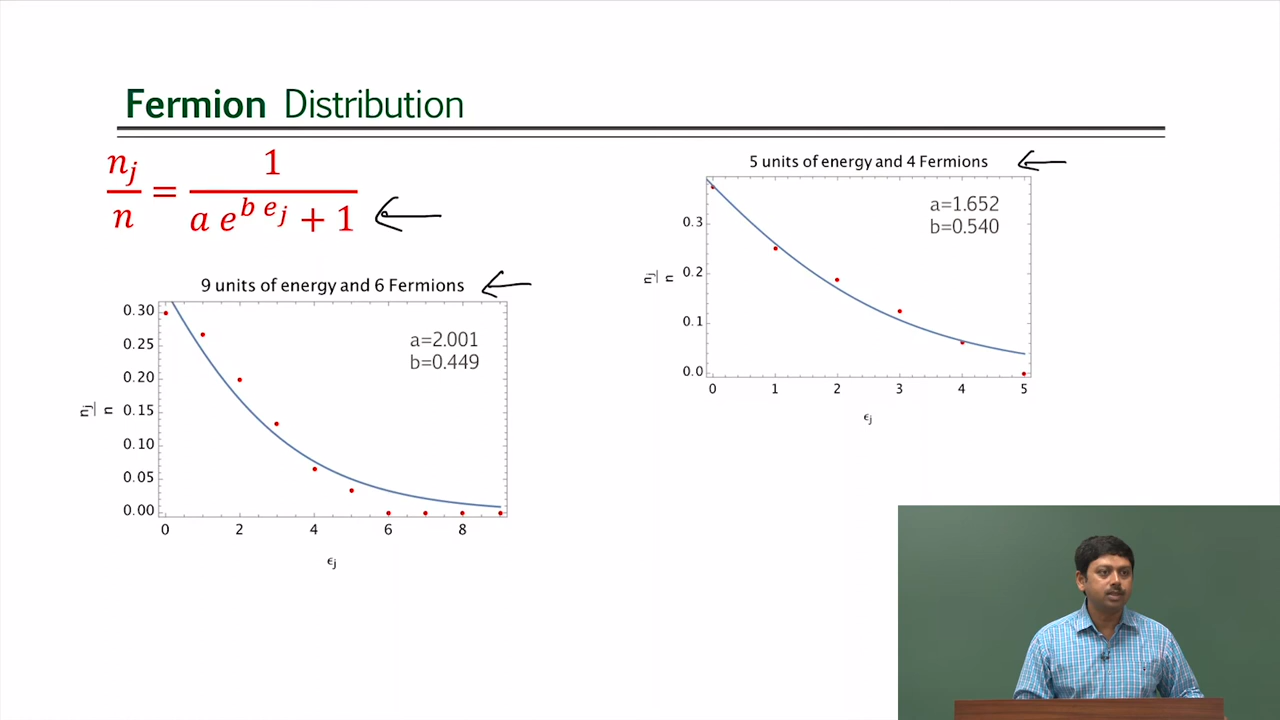 Fermion Distribution
n_j/n = 1/(a e^{b e_j} + 1)
9 units of energy and 6 Fermions
a=2.001
b=0.449
n_j/n
0.30
0.25
0.20
0.15
0.10
0.05
0.00
0 2 4 6 8
ϵ_j
5 units of energy and 4 Fermions
a=1.652
b=0.540
n_j/n
0.3
0.2
0.1
0.0
0 1 2 3 4 5
ϵ_j